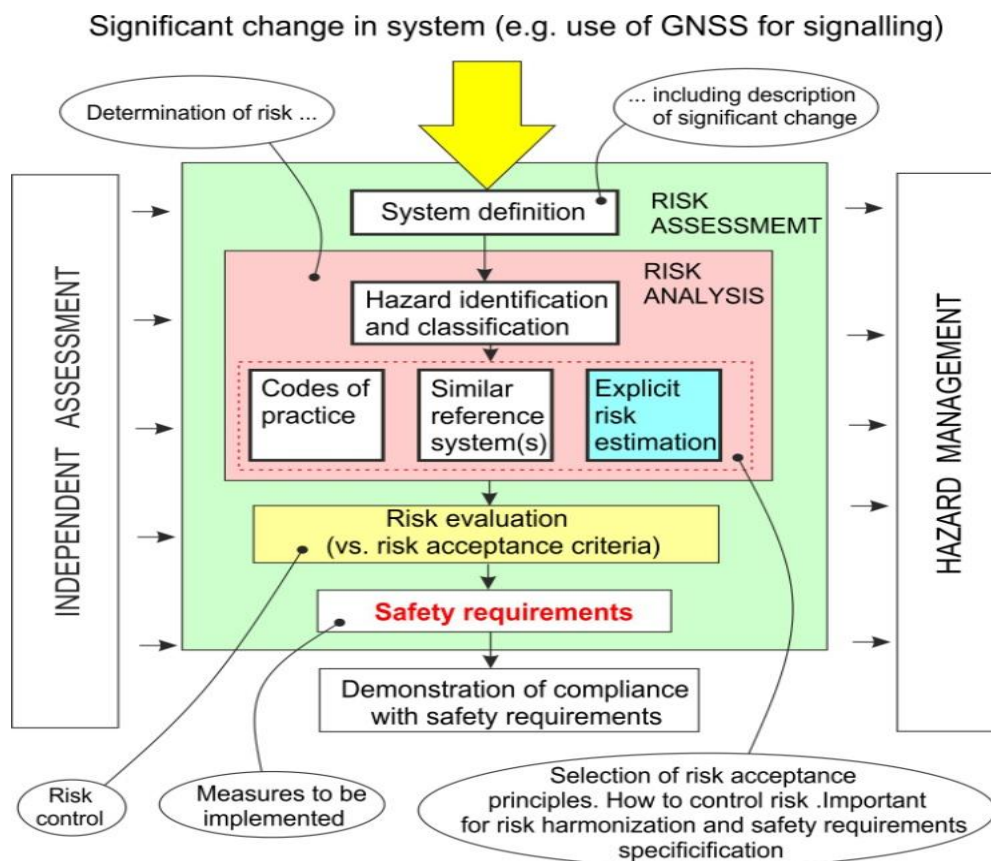 Significant change in system (e.g. use of GNSS for signalling)
Determination of risk ...
... including description
of significant change
System definition
RISK
ASSESSMEMT
RISK
ANALYSIS
Hazard identification
and classification
Codes of
practice
Similar
reference
system(s)
Explicit
risk
estimation
Risk evaluation
(vs. risk acceptance criteria)
Safety requirements
Demonstration of compliance
with safety requirements
INDEPENDENT ASSESSMENT
HAZARD MANAGEMENT
Risk
control
Measures to be
implemented
Selection of risk acceptance
principles. How to control risk .Important
for risk harmonization and safety requirements
specificification